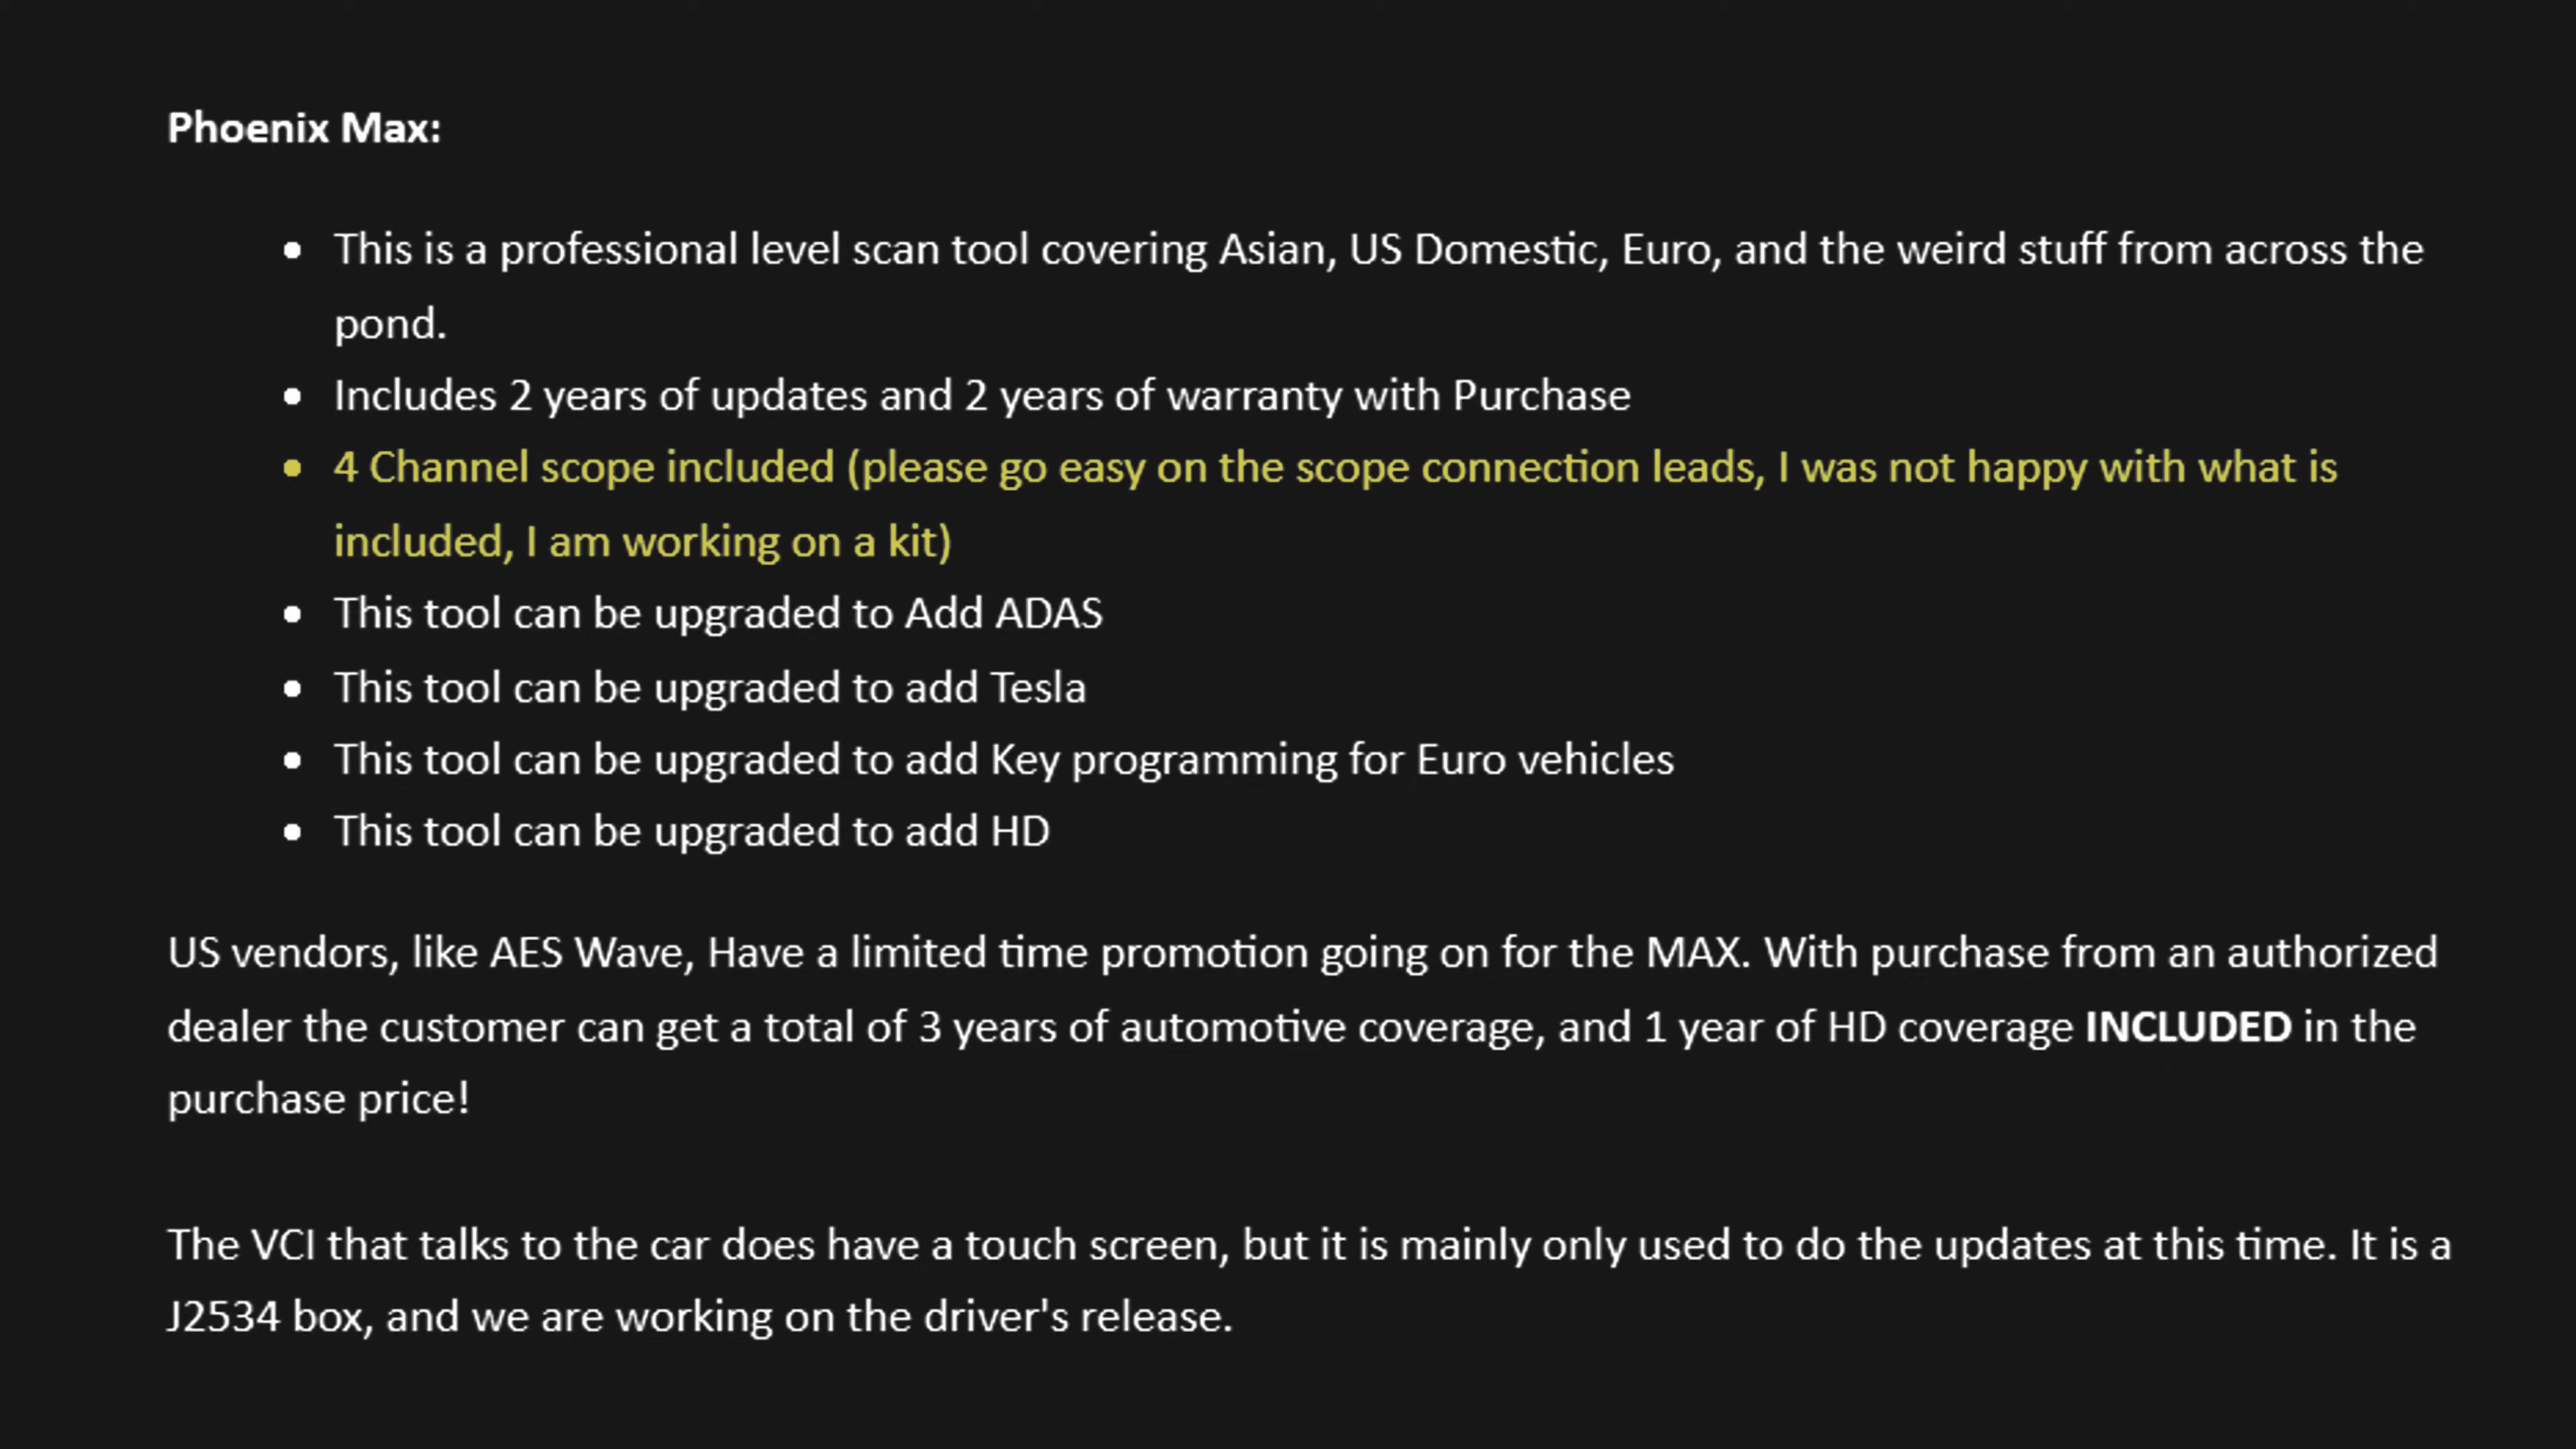 Phoenix Max:
• This is a professional level scan tool covering Asian, US Domestic, Euro, and the weird stuff from across the
pond.
• Includes 2 years of updates and 2 years of warranty with Purchase
• 4 Channel scope included (please go easy on the scope connection leads, I was not happy with what is
included, I am working on a kit)
• This tool can be upgraded to Add ADAS
• This tool can be upgraded to add Tesla
• This tool can be upgraded to add Key programming for Euro vehicles
• This tool can be upgraded to add HD
US vendors, like AES Wave, Have a limited time promotion going on for the MAX. With purchase from an authorized
dealer the customer can get a total of 3 years of automotive coverage, and 1 year of HD coverage INCLUDED in the
purchase price!
The VCI that talks to the car does have a touch screen, but it is mainly only used to do the updates at this time. It is a
J2534 box, and we are working on the driver's release.